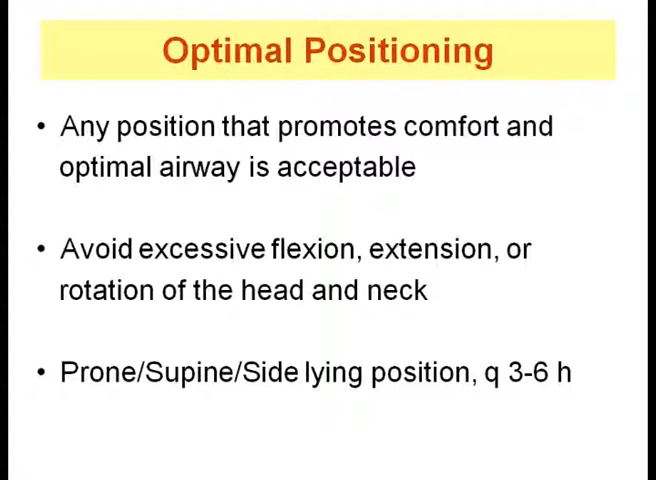 Optimal Positioning
• Any position that promotes comfort and
optimal airway is acceptable
• Avoid excessive flexion, extension, or
rotation of the head and neck
• Prone/Supine/Side lying position, q 3-6 h